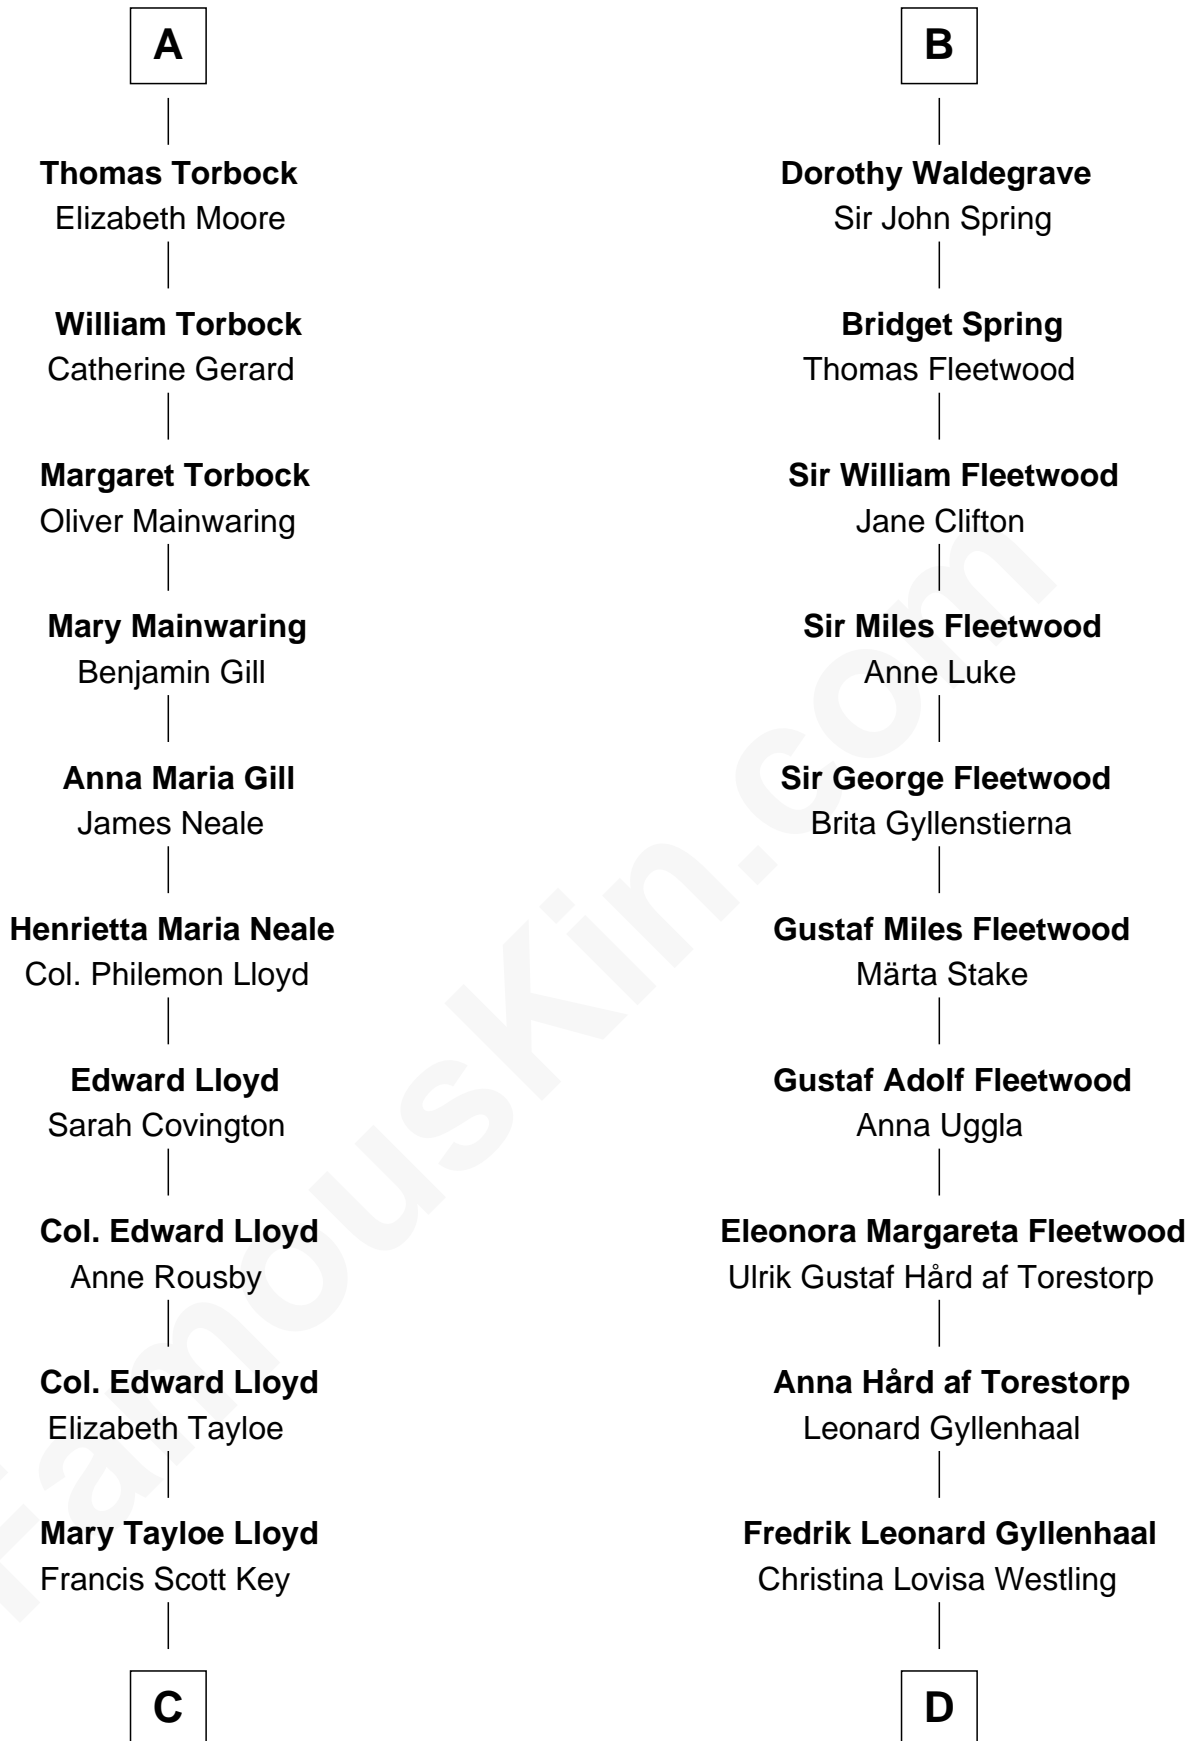 A
Thomas Torbock
Elizabeth Moore
William Torbock
Catherine Gerard
Margaret Torbock
Oliver Mainwaring
Mary Mainwaring
Benjamin Gill
Anna Maria Gill
James Neale
Henrietta Maria Neale
Col. Philemon Lloyd
Edward Lloyd
Sarah Covington
Col. Edward Lloyd
Anne Rousby
Col. Edward Lloyd
Elizabeth Tayloe
Mary Tayloe Lloyd
Francis Scott Key
C
B
Dorothy Waldegrave
Sir John Spring
Bridget Spring
Thomas Fleetwood
Sir William Fleetwood
Jane Clifton
Sir Miles Fleetwood
Anne Luke
Sir George Fleetwood
Brita Gyllenstierna
Gustaf Miles Fleetwood
Märta Stake
Gustaf Adolf Fleetwood
Anna Uggla
Eleonora Margareta Fleetwood
Ulrik Gustaf Hård af Torestorp
Anna Hård af Torestorp
Leonard Gyllenhaal
Fredrik Leonard Gyllenhaal
Christina Lovisa Westling
D
FamousKin.com